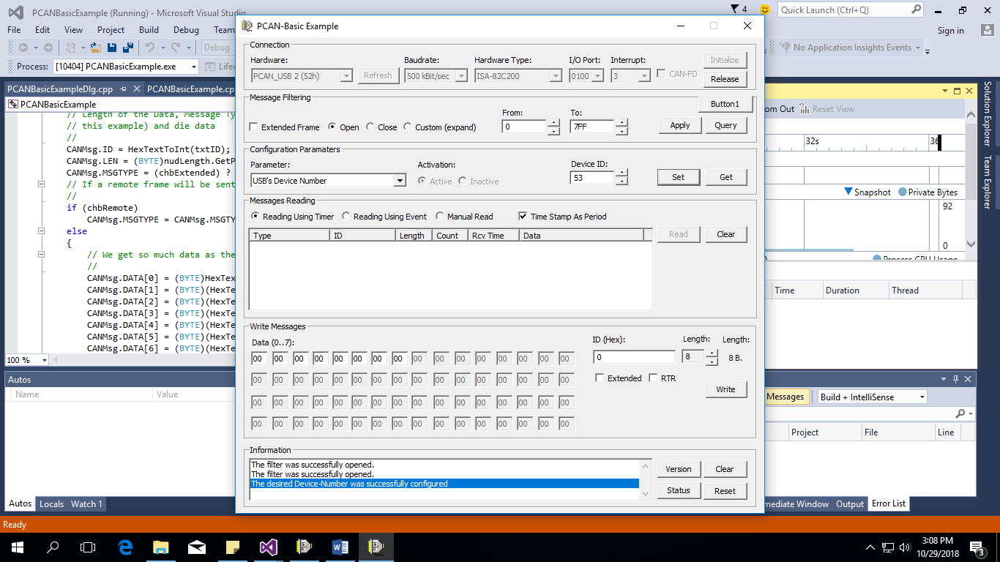 PCANBasicExample (Running) - Microsoft Visual Studio
4
Quick Launch (Ctrl+Q)
File Edit View Project Build Debug Team
Sign in
Debug
No Application Insights Events
Process: [10404] PCANBasicExample.exe
PCANBasicExampleDlg.cpp
PCANBasicExample.cp
PCANBasicExample
// Length of the Data, Message Ty
// this example) and die data
//
CANMsg.ID = HexTextToInt(txtID);
CANMsg.LEN = (BYTE)nudLength.GetP
CANMsg.MSGTYPE = (chbExtended) ?
// If a remote frame will be sent
//
if (chbRemote)
CANMsg.MSGTYPE = CANMsg.MSGTY
else
{
// We get so much data as the
//
CANMsg.DATA[0] = (BYTE)HexTex
CANMsg.DATA[1] = (BYTE)(HexTe
CANMsg.DATA[2] = (BYTE)(HexTe
CANMsg.DATA[3] = (BYTE)(HexTe
CANMsg.DATA[4] = (BYTE)(HexTe
CANMsg.DATA[5] = (BYTE)(HexTe
CANMsg.DATA[6] = (BYTE)(HexTe
100 %
Autos
Name Value
Autos Locals Watch 1
PCAN-Basic Example
Connection
Hardware: Baudrate: Hardware Type: I/O Port: Interrupt:
PCAN_USB 2 (52h) Refresh 500 kBit/sec ISA-82C200 0100 3 CAN-FD
Initialize
Release
Message Filtering
Button1
From: To:
Extended Frame Open Close Custom (expand) 0 7FF Apply Query
Configuration Paramaters
Parameter: Activation: Device ID:
USB's Device Number Active Inactive 53 Set Get
Messages Reading
Reading Using Timer Reading Using Event Manual Read Time Stamp As Period
Type ID Length Count Rcv Time Data
Read Clear
Write Messages
Data (0..7): ID (Hex): Length: Length:
00 00 00 00 00 00 00 00 00 00 00 00 00 00 00 00
0 8 8 B.
00 00 00 00 00 00 00 00 00 00 00 00 00 00 00 00
Extended RTR
Write
00 00 00 00 00 00 00 00 00 00 00 00 00 00 00 00
00 00 00 00 00 00 00 00 00 00 00 00 00 00 00 00
Information
The filter was successfully opened.
The filter was successfully opened.
The desired Device-Number was successfully configured
Version Clear
Status Reset
om Out Reset View
32s
Snapshot Private Bytes
92
0
Process CPU Usage
Time Duration Thread
Solution Explorer
Team Explorer
Messages Build + IntelliSense
Project File Line
mediate Window Output Error List
Ready
3:08 PM
10/29/2018
3